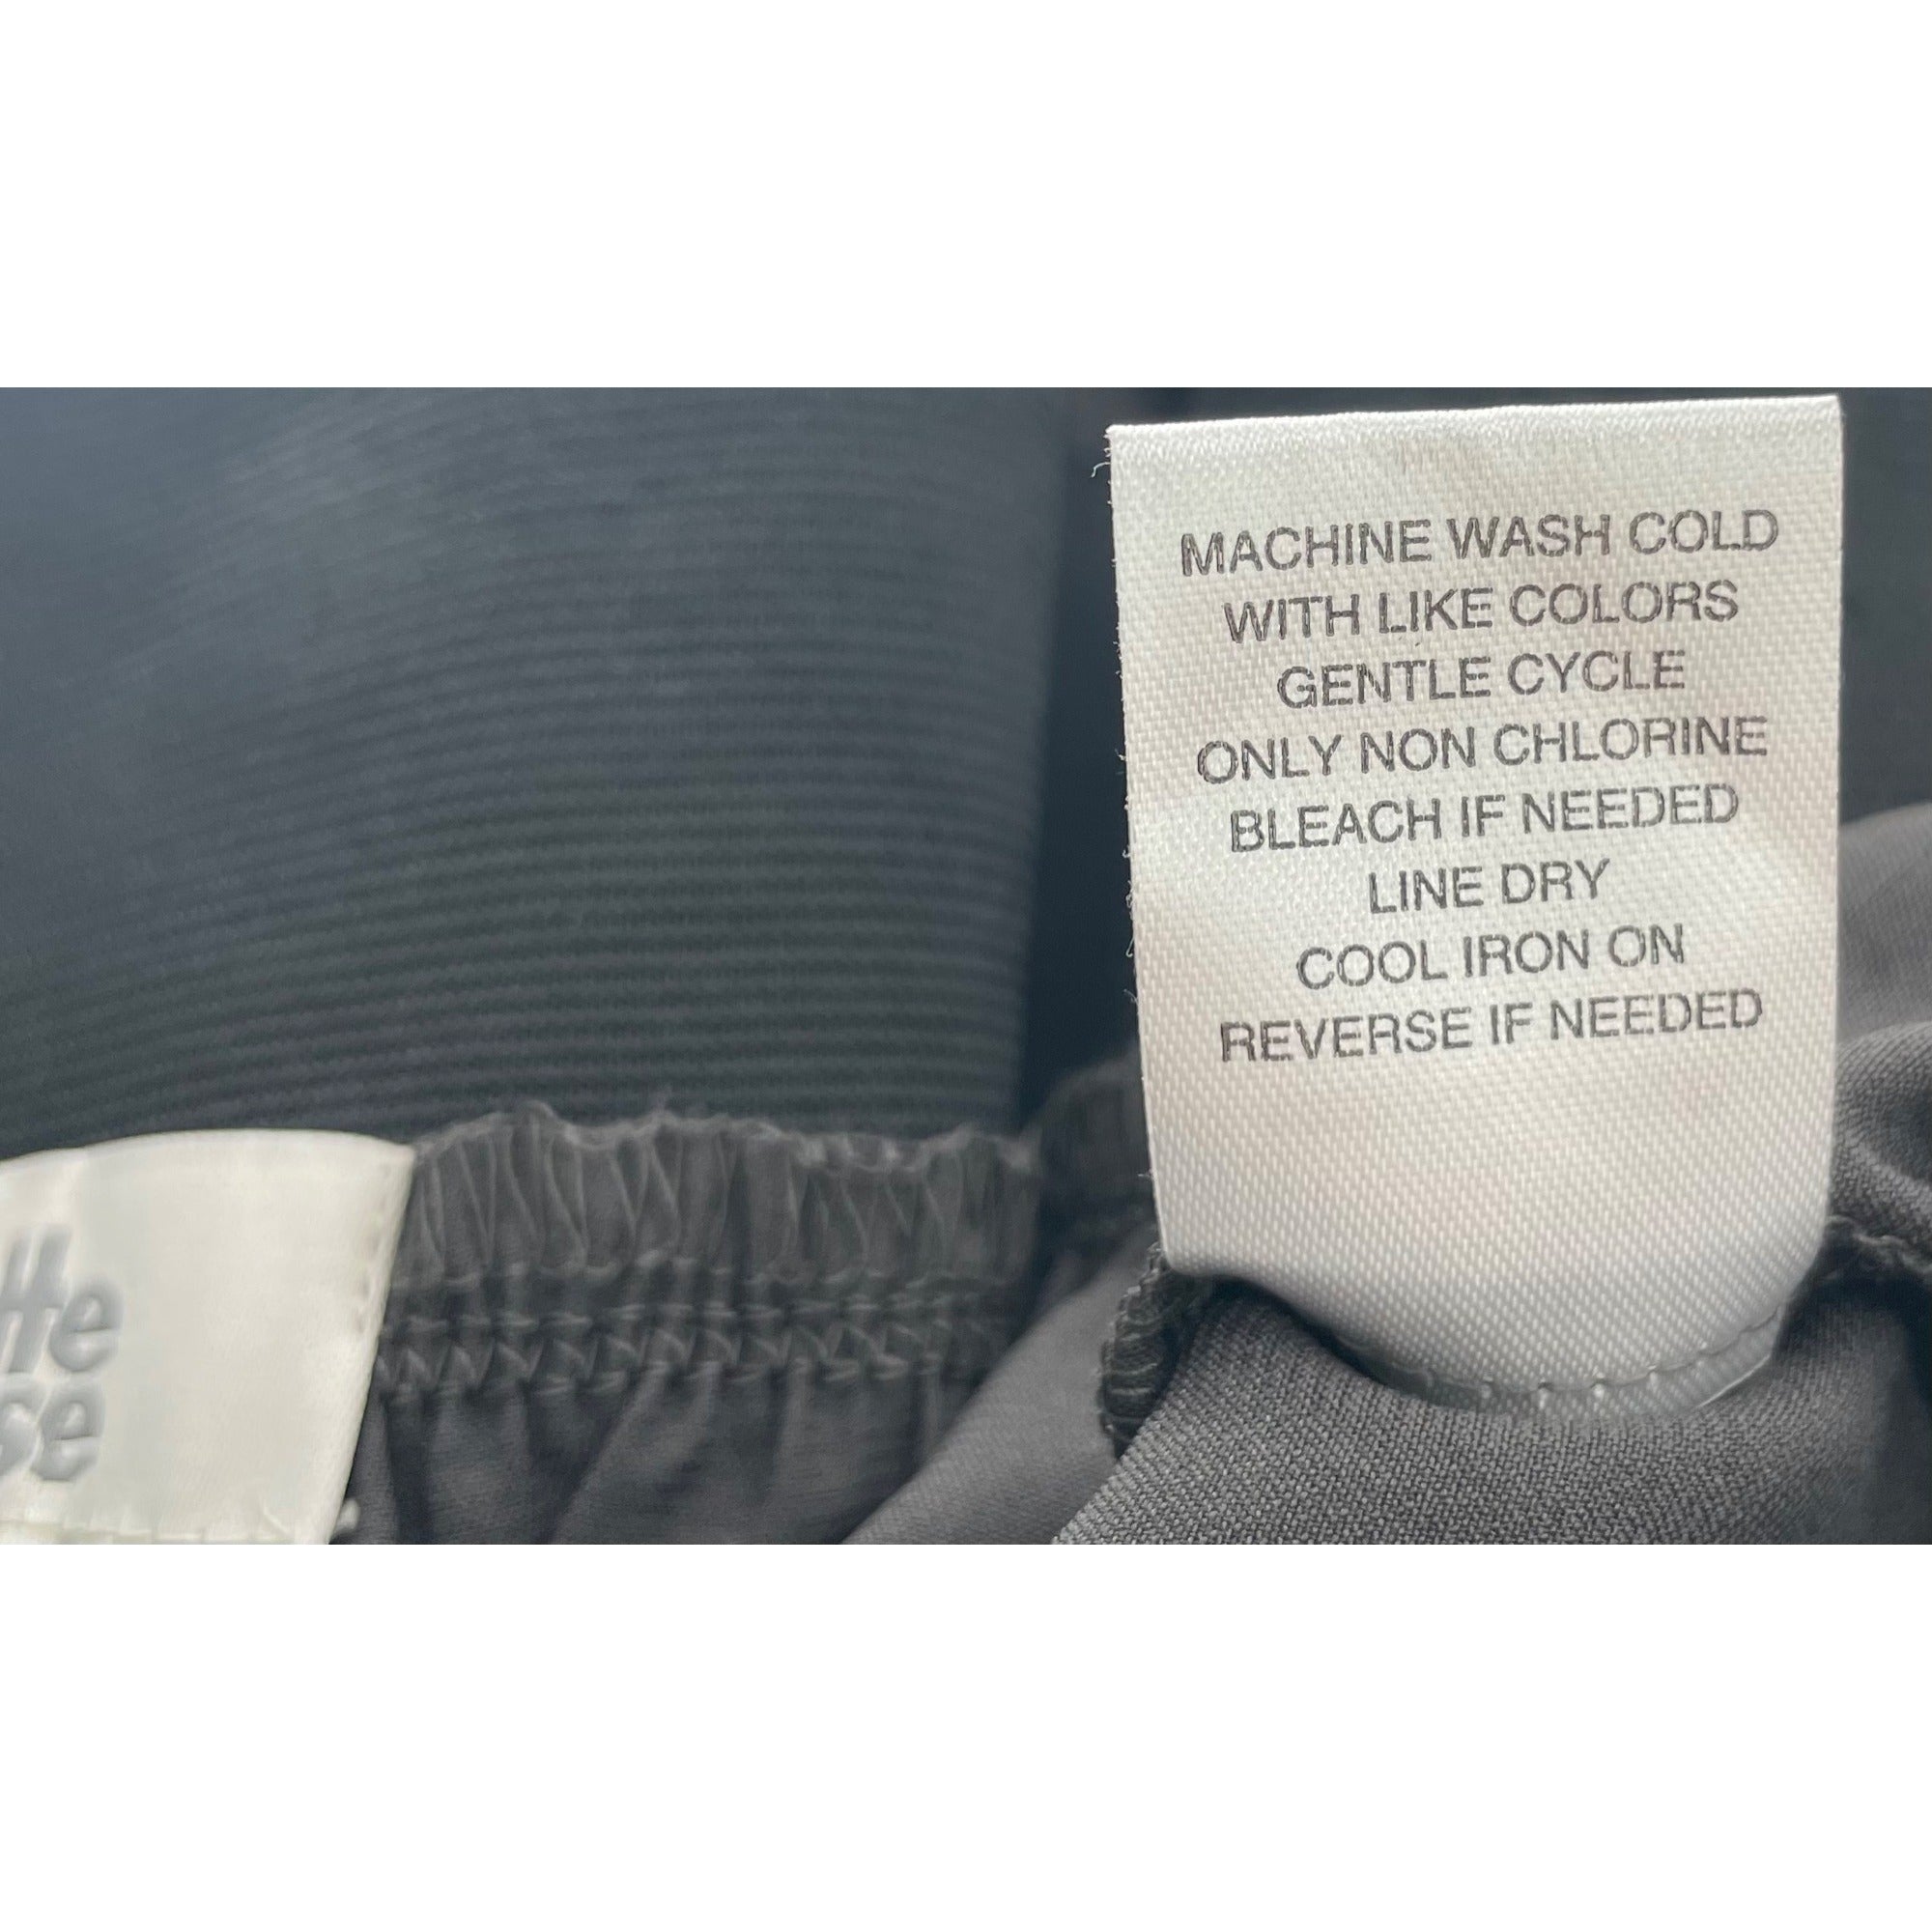 MACHINE WASH COLD
WITH LIKE COLORS
GENTLE CYCLE
ONLY NON CHLORINE
BLEACH IF NEEDED
LINE DRY
COOL IRON ON
REVERSE IF NEEDED